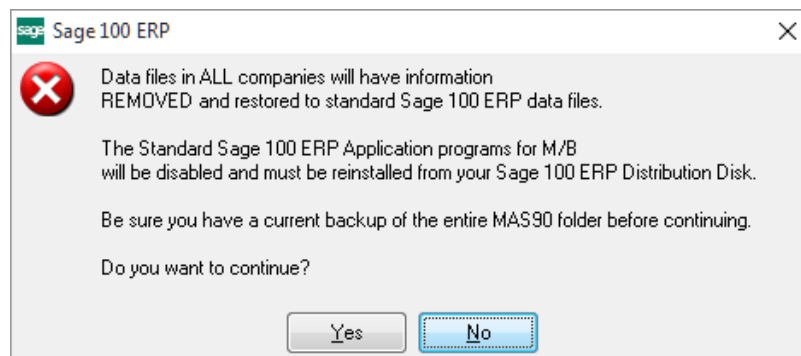 sage Sage 100 ERP
Data files in ALL companies will have information
REMOVED and restored to standard Sage 100 ERP data files.
The Standard Sage 100 ERP Application programs for M/B
will be disabled and must be reinstalled from your Sage 100 ERP Distribution Disk.
Be sure you have a current backup of the entire MAS90 folder before continuing.
Do you want to continue?
Yes No